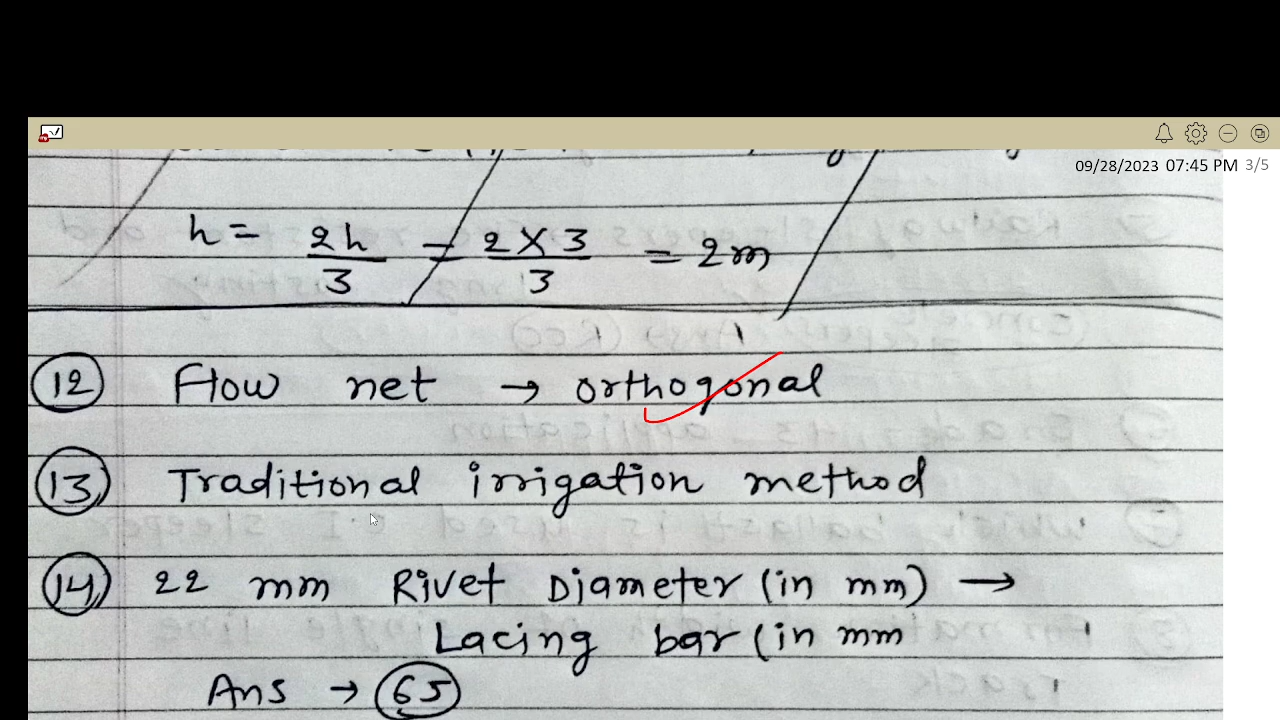 09/28/2023 07:45 PM 3/5
h = 2h/3 = 2 X 3/3 = 2m
12 Flow net → orthogonal
13) Traditional irrigation method
14) 22 mm Rivet Diameter (in mm) →
Lacing bar (in mm
Ans → 65